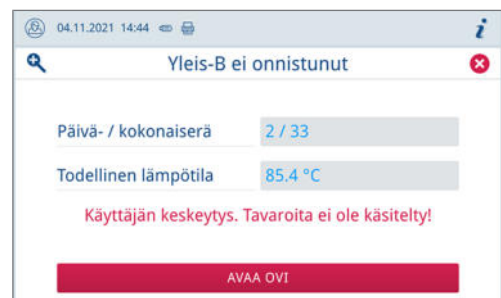 04.11.2021 14:44
Yleis-B ei onnistunut
Päivä- / kokonaiserä 2 / 33
Todellinen lämpötila 85.4 °C
Käyttäjän keskeytys. Tavaroita ei ole käsitelty!
AVAA OVI